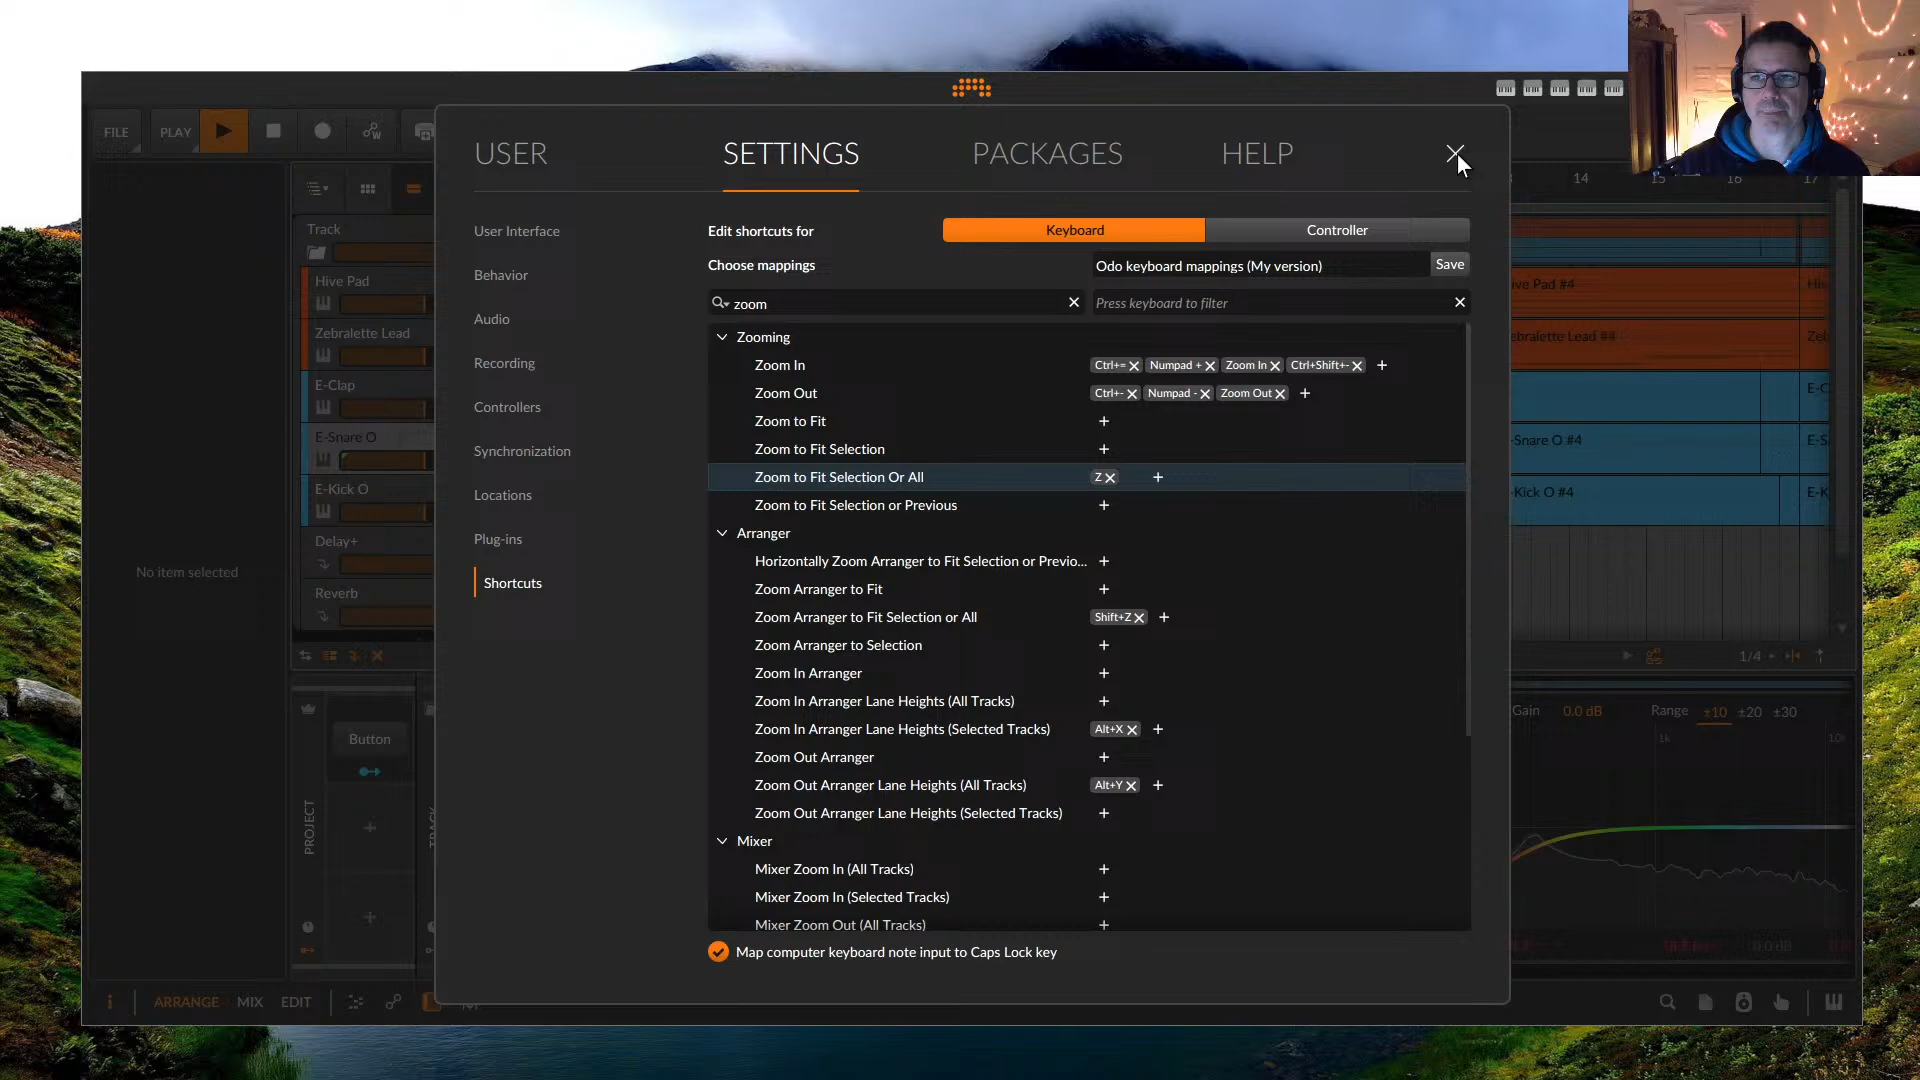 FILE
PLAY
USER
SETTINGS
PACKAGES
HELP
14
15
16
17
User Interface
Behavior
Audio
Recording
Controllers
Synchronization
Locations
Plug-ins
Shortcuts
Edit shortcuts for
Keyboard
Controller
Choose mappings
Odo keyboard mappings (My version)
Save
zoom
Press keyboard to filter
Zooming
Zoom In
Ctrl+= Numpad + Zoom In Ctrl+Shift+-
Zoom Out
Ctrl+- Numpad - Zoom Out
Zoom to Fit
Zoom to Fit Selection
Zoom to Fit Selection Or All
Z
Zoom to Fit Selection or Previous
Arranger
Horizontally Zoom Arranger to Fit Selection or Previo...
Zoom Arranger to Fit
Zoom Arranger to Fit Selection or All
Shift+Z
Zoom Arranger to Selection
Zoom In Arranger
Zoom In Arranger Lane Heights (All Tracks)
Zoom In Arranger Lane Heights (Selected Tracks)
Alt+X
Zoom Out Arranger
Zoom Out Arranger Lane Heights (All Tracks)
Alt+Y
Zoom Out Arranger Lane Heights (Selected Tracks)
Mixer
Mixer Zoom In (All Tracks)
Mixer Zoom In (Selected Tracks)
Mixer Zoom Out (All Tracks)
Map computer keyboard note input to Caps Lock key
Track
Hive Pad
Zebralette Lead
E-Clap
E-Snare O
E-Kick O
Delay+
Reverb
No item selected
Button
PROJECT
ive Pad #4
ebralette Lead #4
Zel
E-C
-Snare O #4
E-S
-Kick O #4
E-K
1/4
Gain
0.0 dB
Range
±10
±20
±30
1k
0.0 dB
ARRANGE
MIX
EDIT